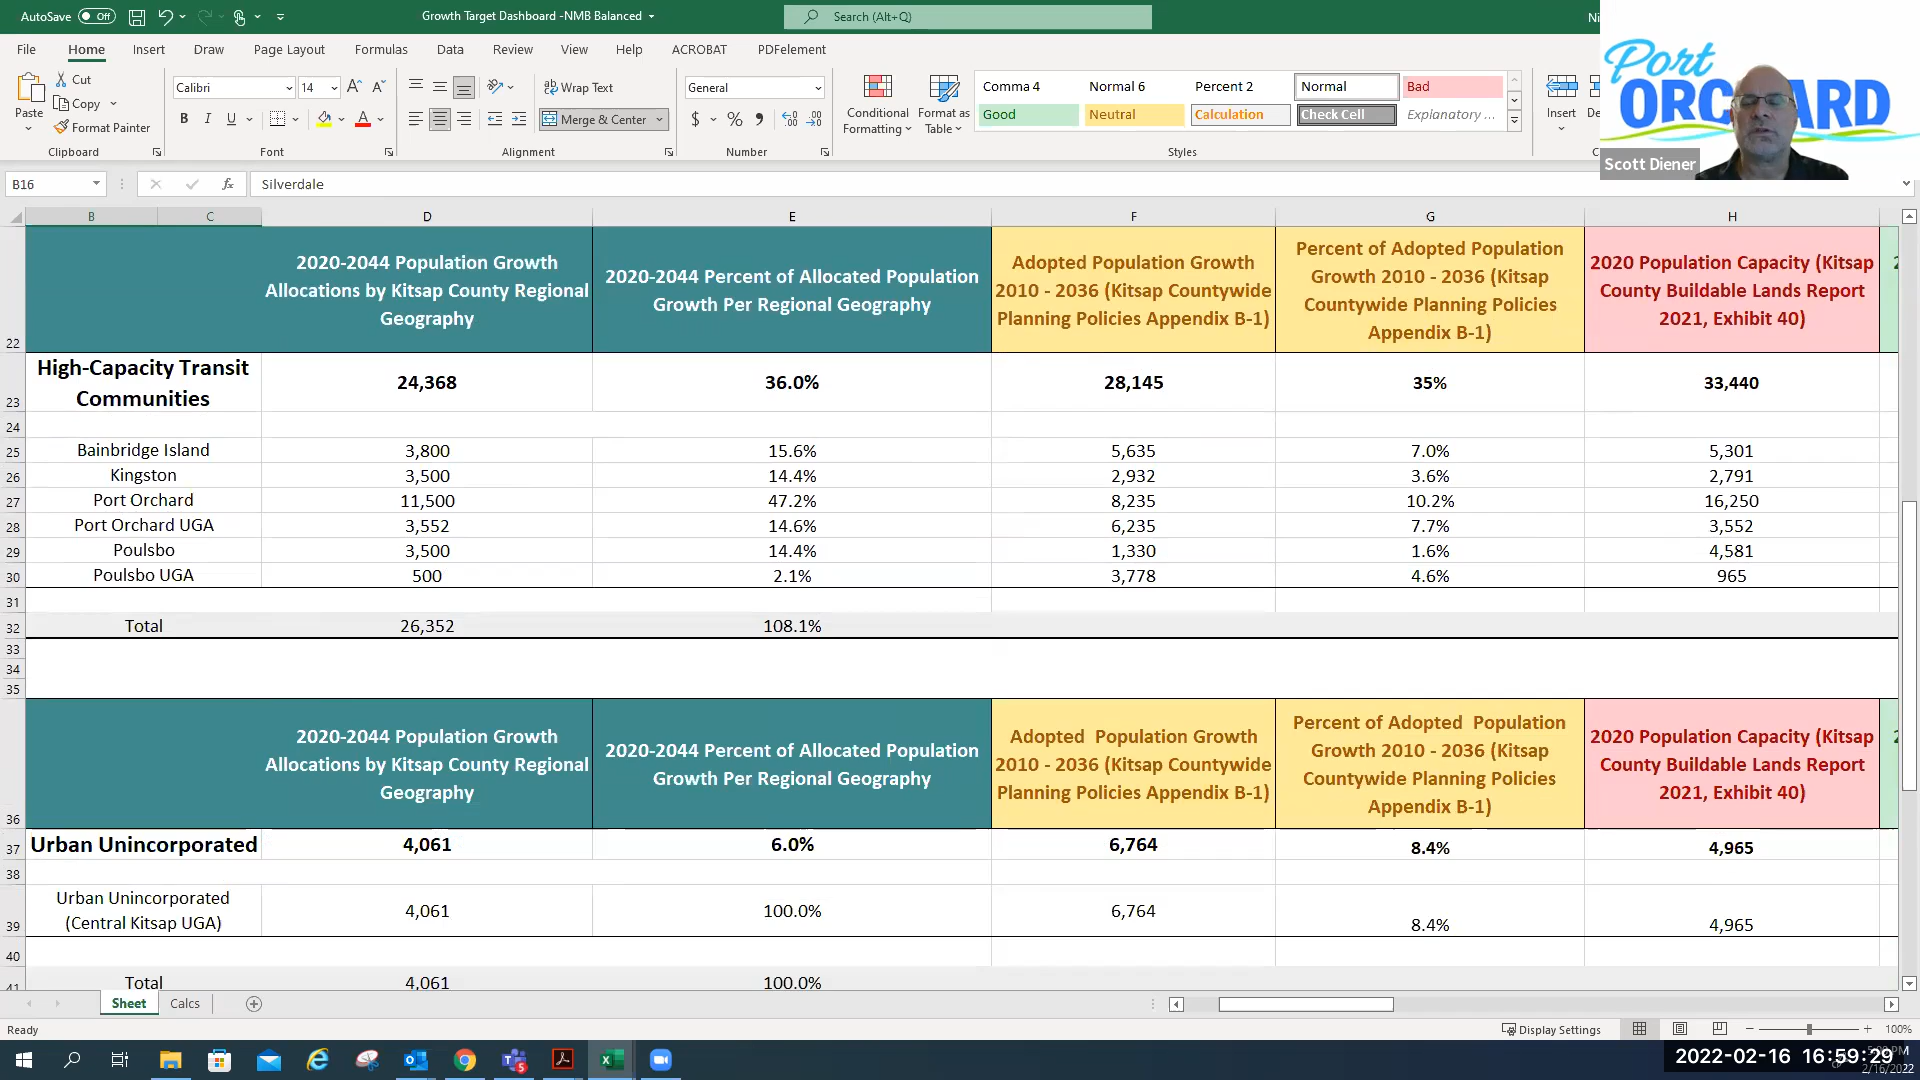 AutoSave Off
Growth Target Dashboard -NMB Balanced
Search (Alt+Q)
Ni
File Home Insert Draw Page Layout Formulas Data Review View Help ACROBAT PDFelement
Paste
Cut
Copy
Format Painter
Clipboard
Calibri 14
B I U
Font
Wrap Text
Merge & Center
Alignment
General
$ %
Number
Conditional Formatting
Format as Table
Comma 4 Normal 6 Percent 2 Normal Bad
Good Neutral Calculation Check Cell Explanatory ...
Styles
Insert
Port
ORCHARD
Scott Diener
B16
fx
Silverdale
B C D E F G H
22
2020-2044 Population Growth Allocations by Kitsap County Regional Geography
2020-2044 Percent of Allocated Population Growth Per Regional Geography
Adopted Population Growth 2010 - 2036 (Kitsap Countywide Planning Policies Appendix B-1)
Percent of Adopted Population Growth 2010 - 2036 (Kitsap Countywide Planning Policies Appendix B-1)
2020 Population Capacity (Kitsap County Buildable Lands Report 2021, Exhibit 40)
23 High-Capacity Transit Communities 24,368 36.0% 28,145 35% 33,440
24
25 Bainbridge Island 3,800 15.6% 5,635 7.0% 5,301
26 Kingston 3,500 14.4% 2,932 3.6% 2,791
27 Port Orchard 11,500 47.2% 8,235 10.2% 16,250
28 Port Orchard UGA 3,552 14.6% 6,235 7.7% 3,552
29 Poulsbo 3,500 14.4% 1,330 1.6% 4,581
30 Poulsbo UGA 500 2.1% 3,778 4.6% 965
31
32 Total 26,352 108.1%
33
34
35
36
2020-2044 Population Growth Allocations by Kitsap County Regional Geography
2020-2044 Percent of Allocated Population Growth Per Regional Geography
Adopted Population Growth 2010 - 2036 (Kitsap Countywide Planning Policies Appendix B-1)
Percent of Adopted Population Growth 2010 - 2036 (Kitsap Countywide Planning Policies Appendix B-1)
2020 Population Capacity (Kitsap County Buildable Lands Report 2021, Exhibit 40)
37 Urban Unincorporated 4,061 6.0% 6,764 8.4% 4,965
38
39 Urban Unincorporated (Central Kitsap UGA) 4,061 100.0% 6,764 8.4% 4,965
40
41 Total 4,061 100.0%
Sheet Calcs
Ready
Display Settings
100%
2022-02-16 16:59:29
2/16/2022